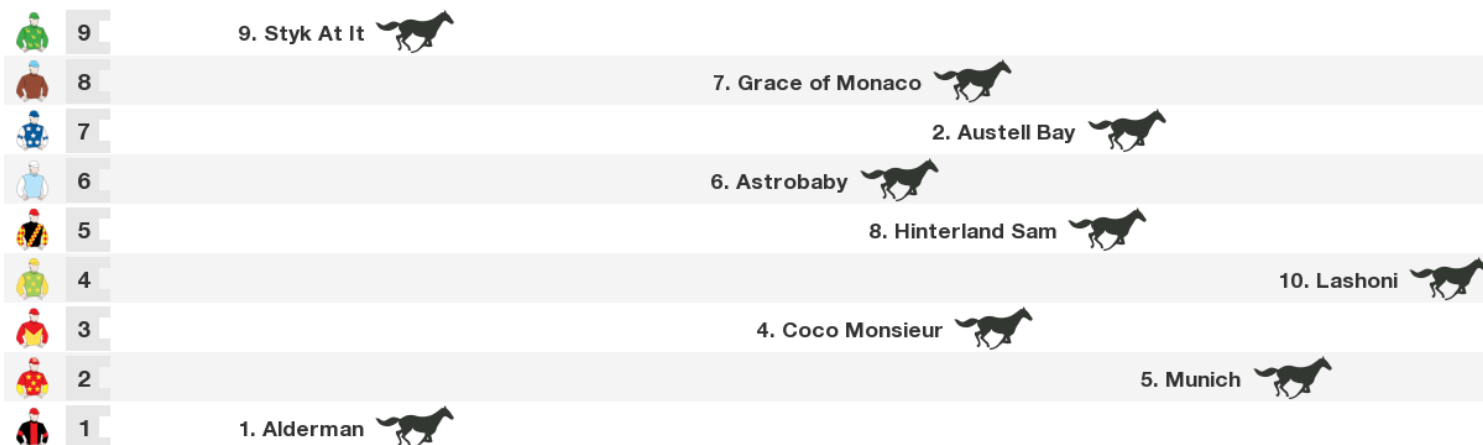 9 9. Styk At It
8 7. Grace of Monaco
7 2. Austell Bay
6 6. Astrobaby
5 8. Hinterland Sam
4 10. Lashoni
3 4. Coco Monsieur
2 5. Munich
1 1. Alderman